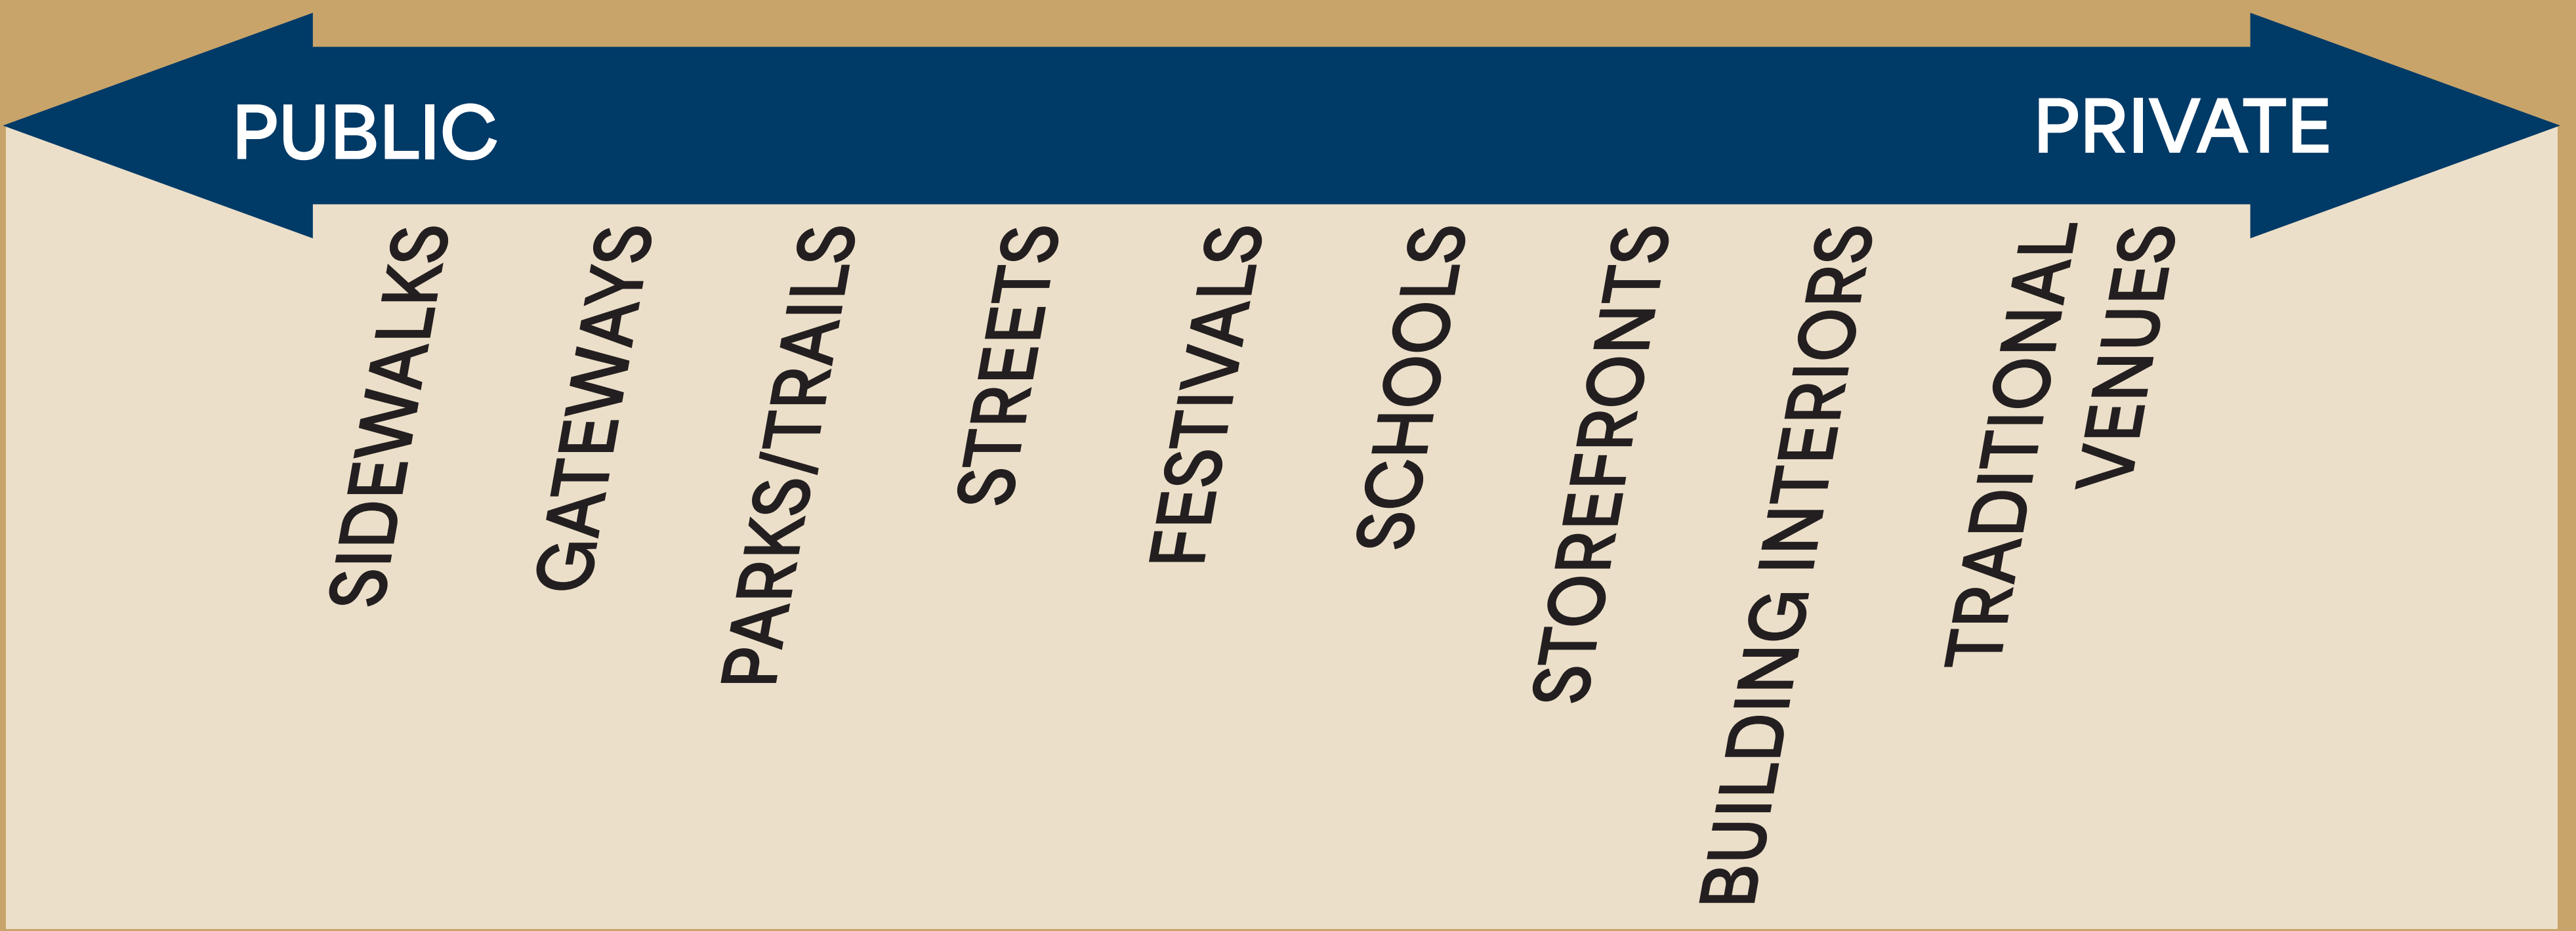 PUBLIC
PRIVATE
SIDEWALKS
GATEWAYS
PARKS/TRAILS
STREETS
FESTIVALS
SCHOOLS
STOREFRONTS
BUILDING INTERIORS
TRADITIONAL
VENUES